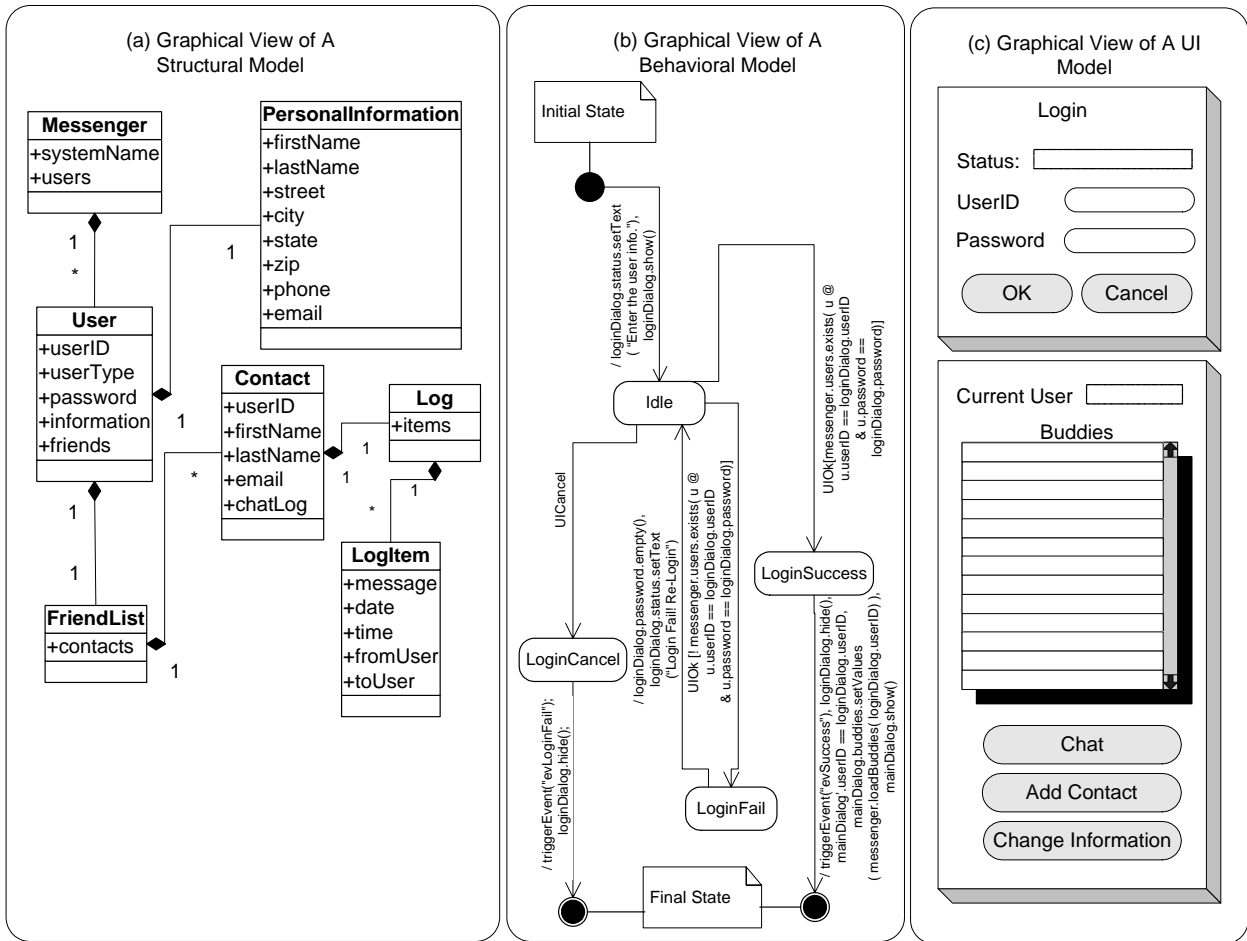 (a) Graphical View of A
Structural Model
Messenger
+systemName
+users
1
*
PersonalInformation
+firstName
+lastName
+street
+city
+state
+zip
+phone
+email
1
User
+userID
+userType
+password
+information
+friends
1
1
Contact
+userID
+firstName
+lastName
+email
+chatLog
*
1
1
Log
+items
1
*
LogItem
+message
+date
+time
+fromUser
+toUser
1
FriendList
+contacts
1
(b) Graphical View of A
Behavioral Model
Initial State
/ loginDialog.status.setText
( “Enter the user info.”),
loginDialog.show()
Idle
UIOk[messenger.users.exists( u @
u.userID == loginDialog.userID
& u.password ==
loginDialog.password)]
UICancel
/ loginDialog.password.empty(),
loginDialog.status.setText
(“Login Fail! Re-Login”)
UIOk [! messenger.users.exists( u @
u.userID == loginDialog.userID
& u.password == loginDialog.password)]
LoginSuccess
LoginCancel
LoginFail
/ triggerEvent("evLoginFail");
loginDialog.hide();
/ triggerEvent("evSuccess"), loginDialog.hide(),
mainDialog'.userID == loginDialog.userID,
mainDialog.buddies.setValues
( messenger.loadBuddies( loginDialog.userID) ),
mainDialog.show()
Final State
(c) Graphical View of A UI
Model
Login
Status:
UserID
Password
OK
Cancel
Current User
Buddies
Chat
Add Contact
Change Information